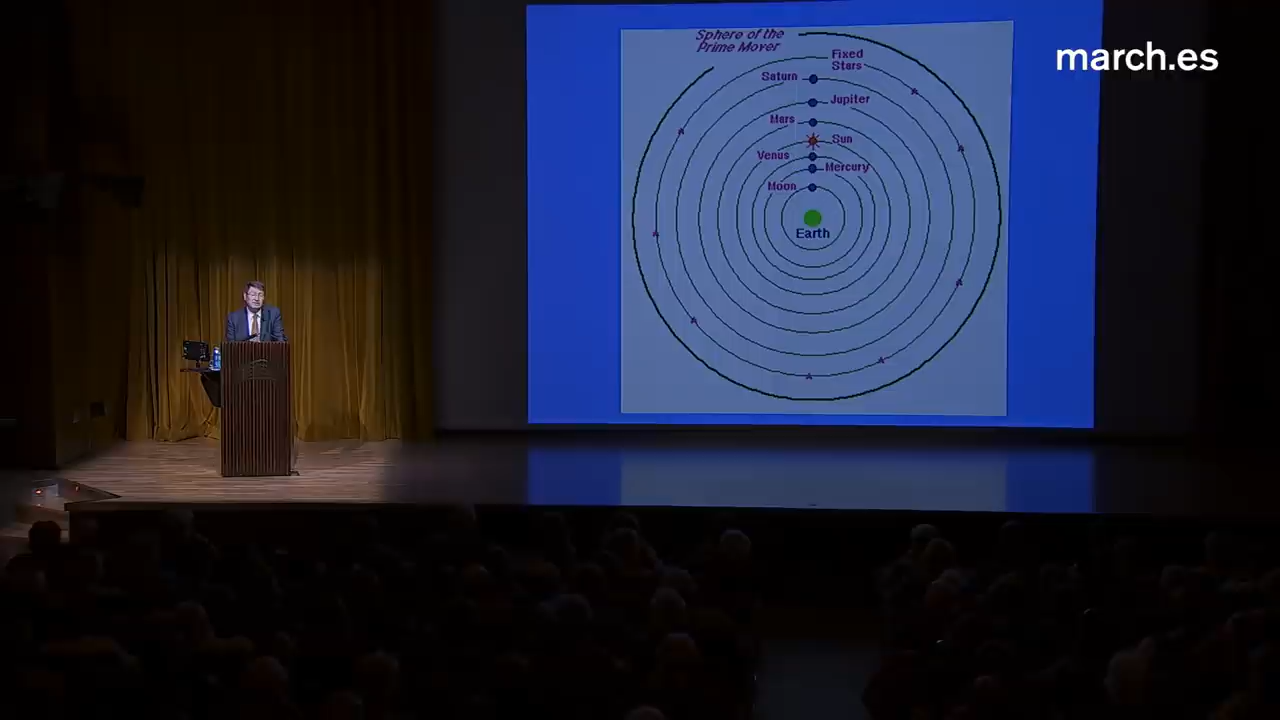 march.es
Sphere of the
Prime Mover
Fixed
Stars
Saturn
Jupiter
Mars
Sun
Venus
Mercury
Moon
Earth